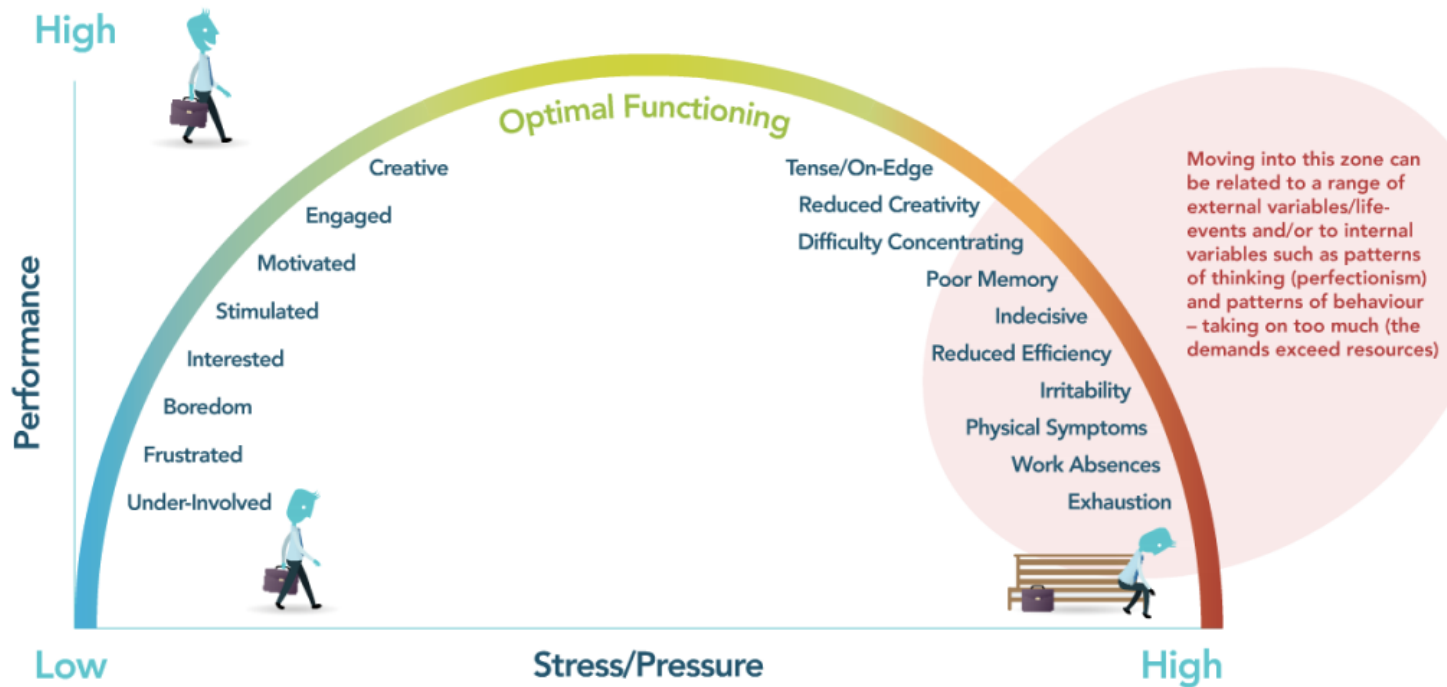 High
Optimal Functioning
Creative
Engaged
Motivated
Stimulated
Interested
Boredom
Frustrated
Under-Involved
Tense/On-Edge
Reduced Creativity
Difficulty Concentrating
Poor Memory
Indecisive
Reduced Efficiency
Irritability
Physical Symptoms
Work Absences
Exhaustion
Moving into this zone can
be related to a range of
external variables/life-
events and/or to internal
variables such as patterns
of thinking (perfectionism)
and patterns of behaviour
– taking on too much (the
demands exceed resources)
Performance
Low
Stress/Pressure
High